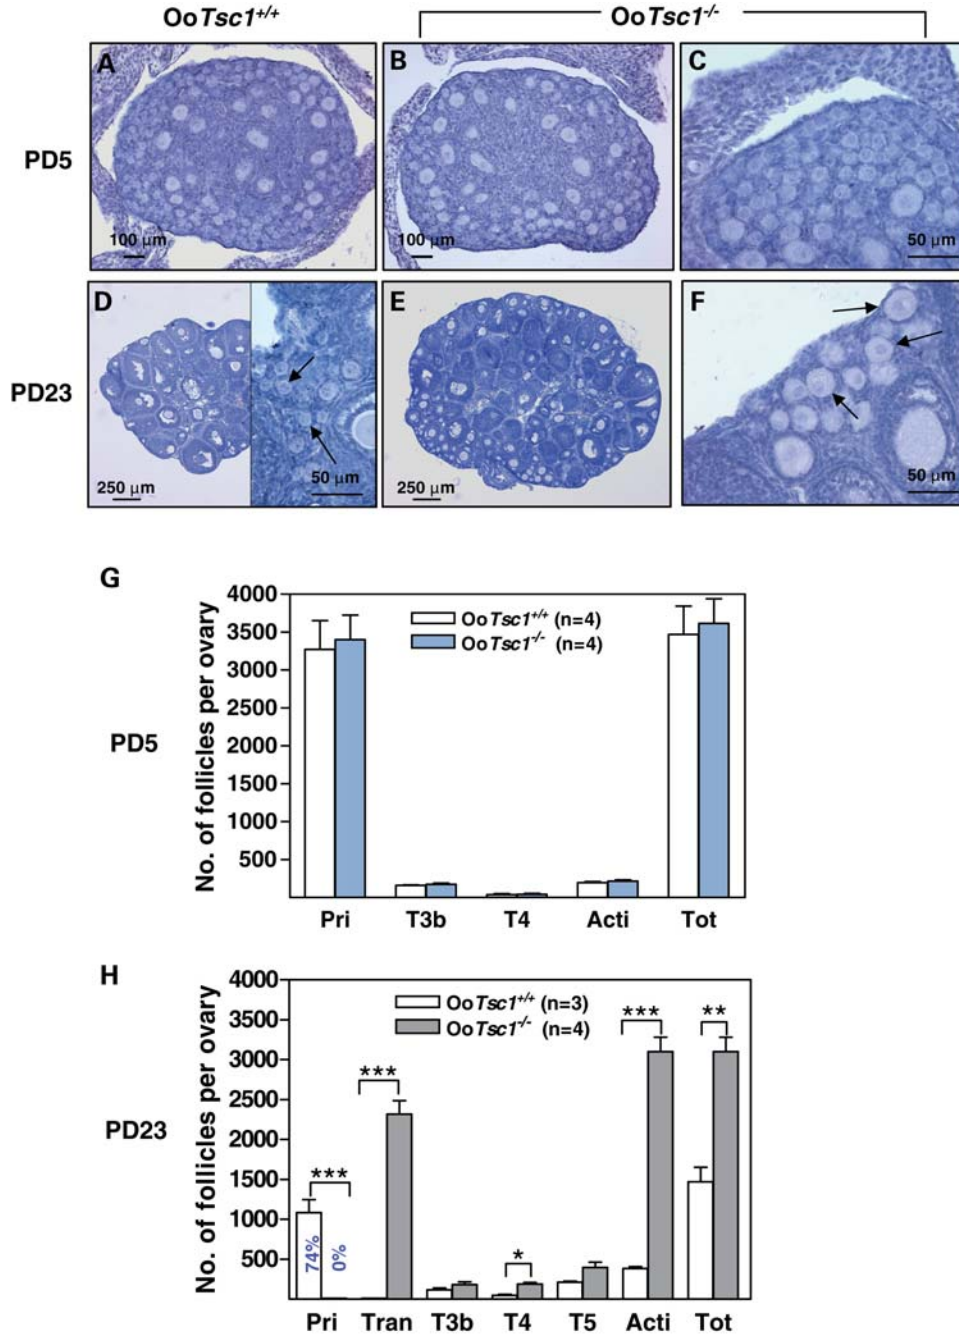 OoTsc1+/+
OoTsc1-/-
PD5
A
100 µm
B
100 µm
C
50 µm
PD23
D
250 µm
50 µm
E
250 µm
F
50 µm
G
PD5
No. of follicles per ovary
4000
3500
3000
2500
2000
1500
1000
500
OoTsc1+/+ (n=4)
OoTsc1-/- (n=4)
Pri T3b T4 Acti Tot
H
PD23
No. of follicles per ovary
4000
3500
3000
2500
2000
1500
1000
500
OoTsc1+/+ (n=3)
OoTsc1-/- (n=4)
***
***
*
***
**
74%
0%
Pri Tran T3b T4 T5 Acti Tot